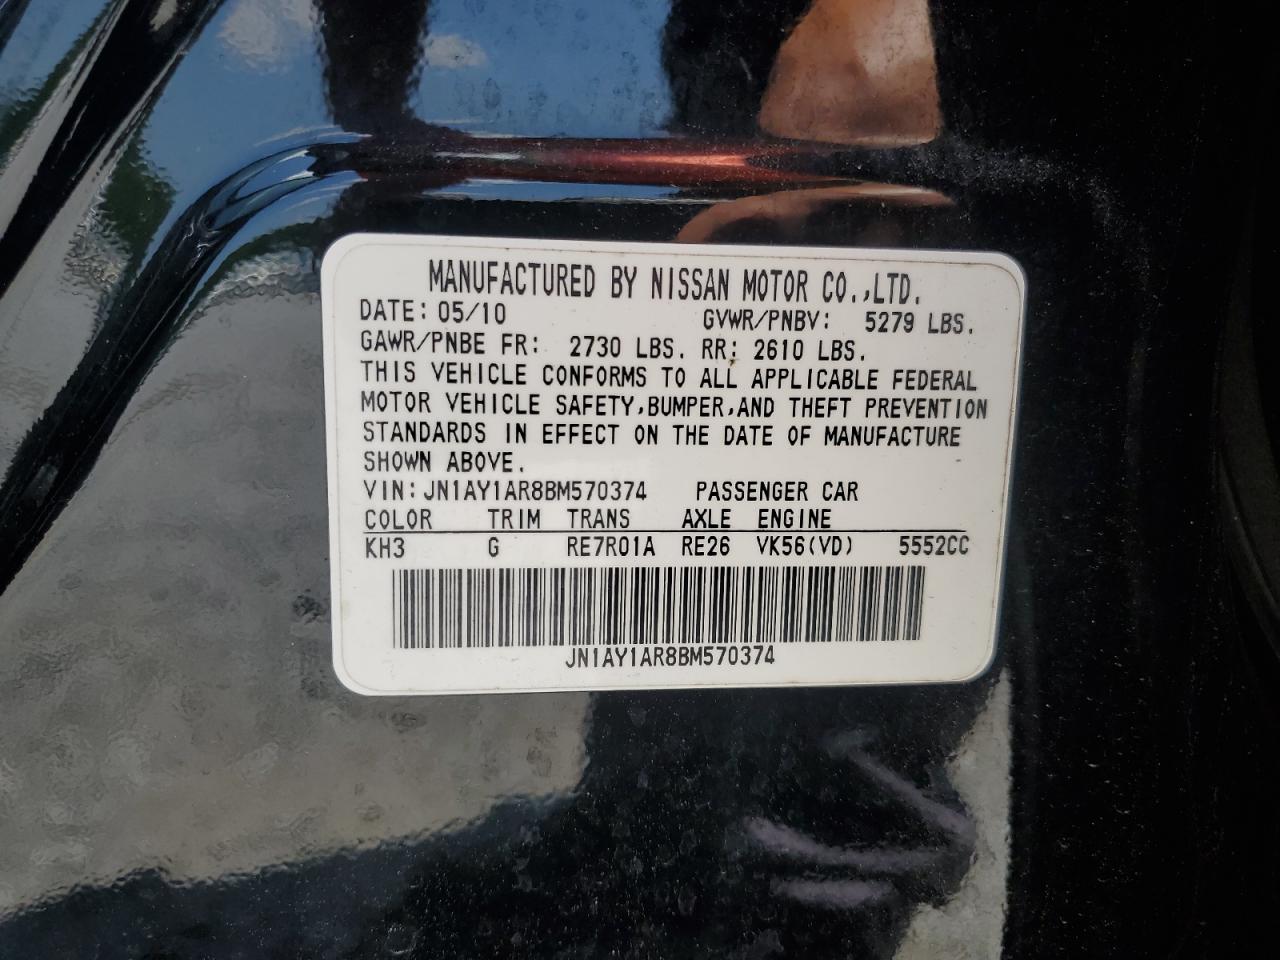 MANUFACTURED BY NISSAN MOTOR CO.,LTD.
DATE: 05/10 GVWR/PNBV: 5279 LBS.
GAWR/PNBE FR: 2730 LBS. RR: 2610 LBS.
THIS VEHICLE CONFORMS TO ALL APPLICABLE FEDERAL
MOTOR VEHICLE SAFETY,BUMPER,AND THEFT PREVENTION
STANDARDS IN EFFECT ON THE DATE OF MANUFACTURE
SHOWN ABOVE.
VIN: JN1AY1AR8BM570374 PASSENGER CAR
COLOR TRIM TRANS AXLE ENGINE
KH3 G RE7R01A RE26 VK56(VD) 5552CC
JN1AY1AR8BM570374